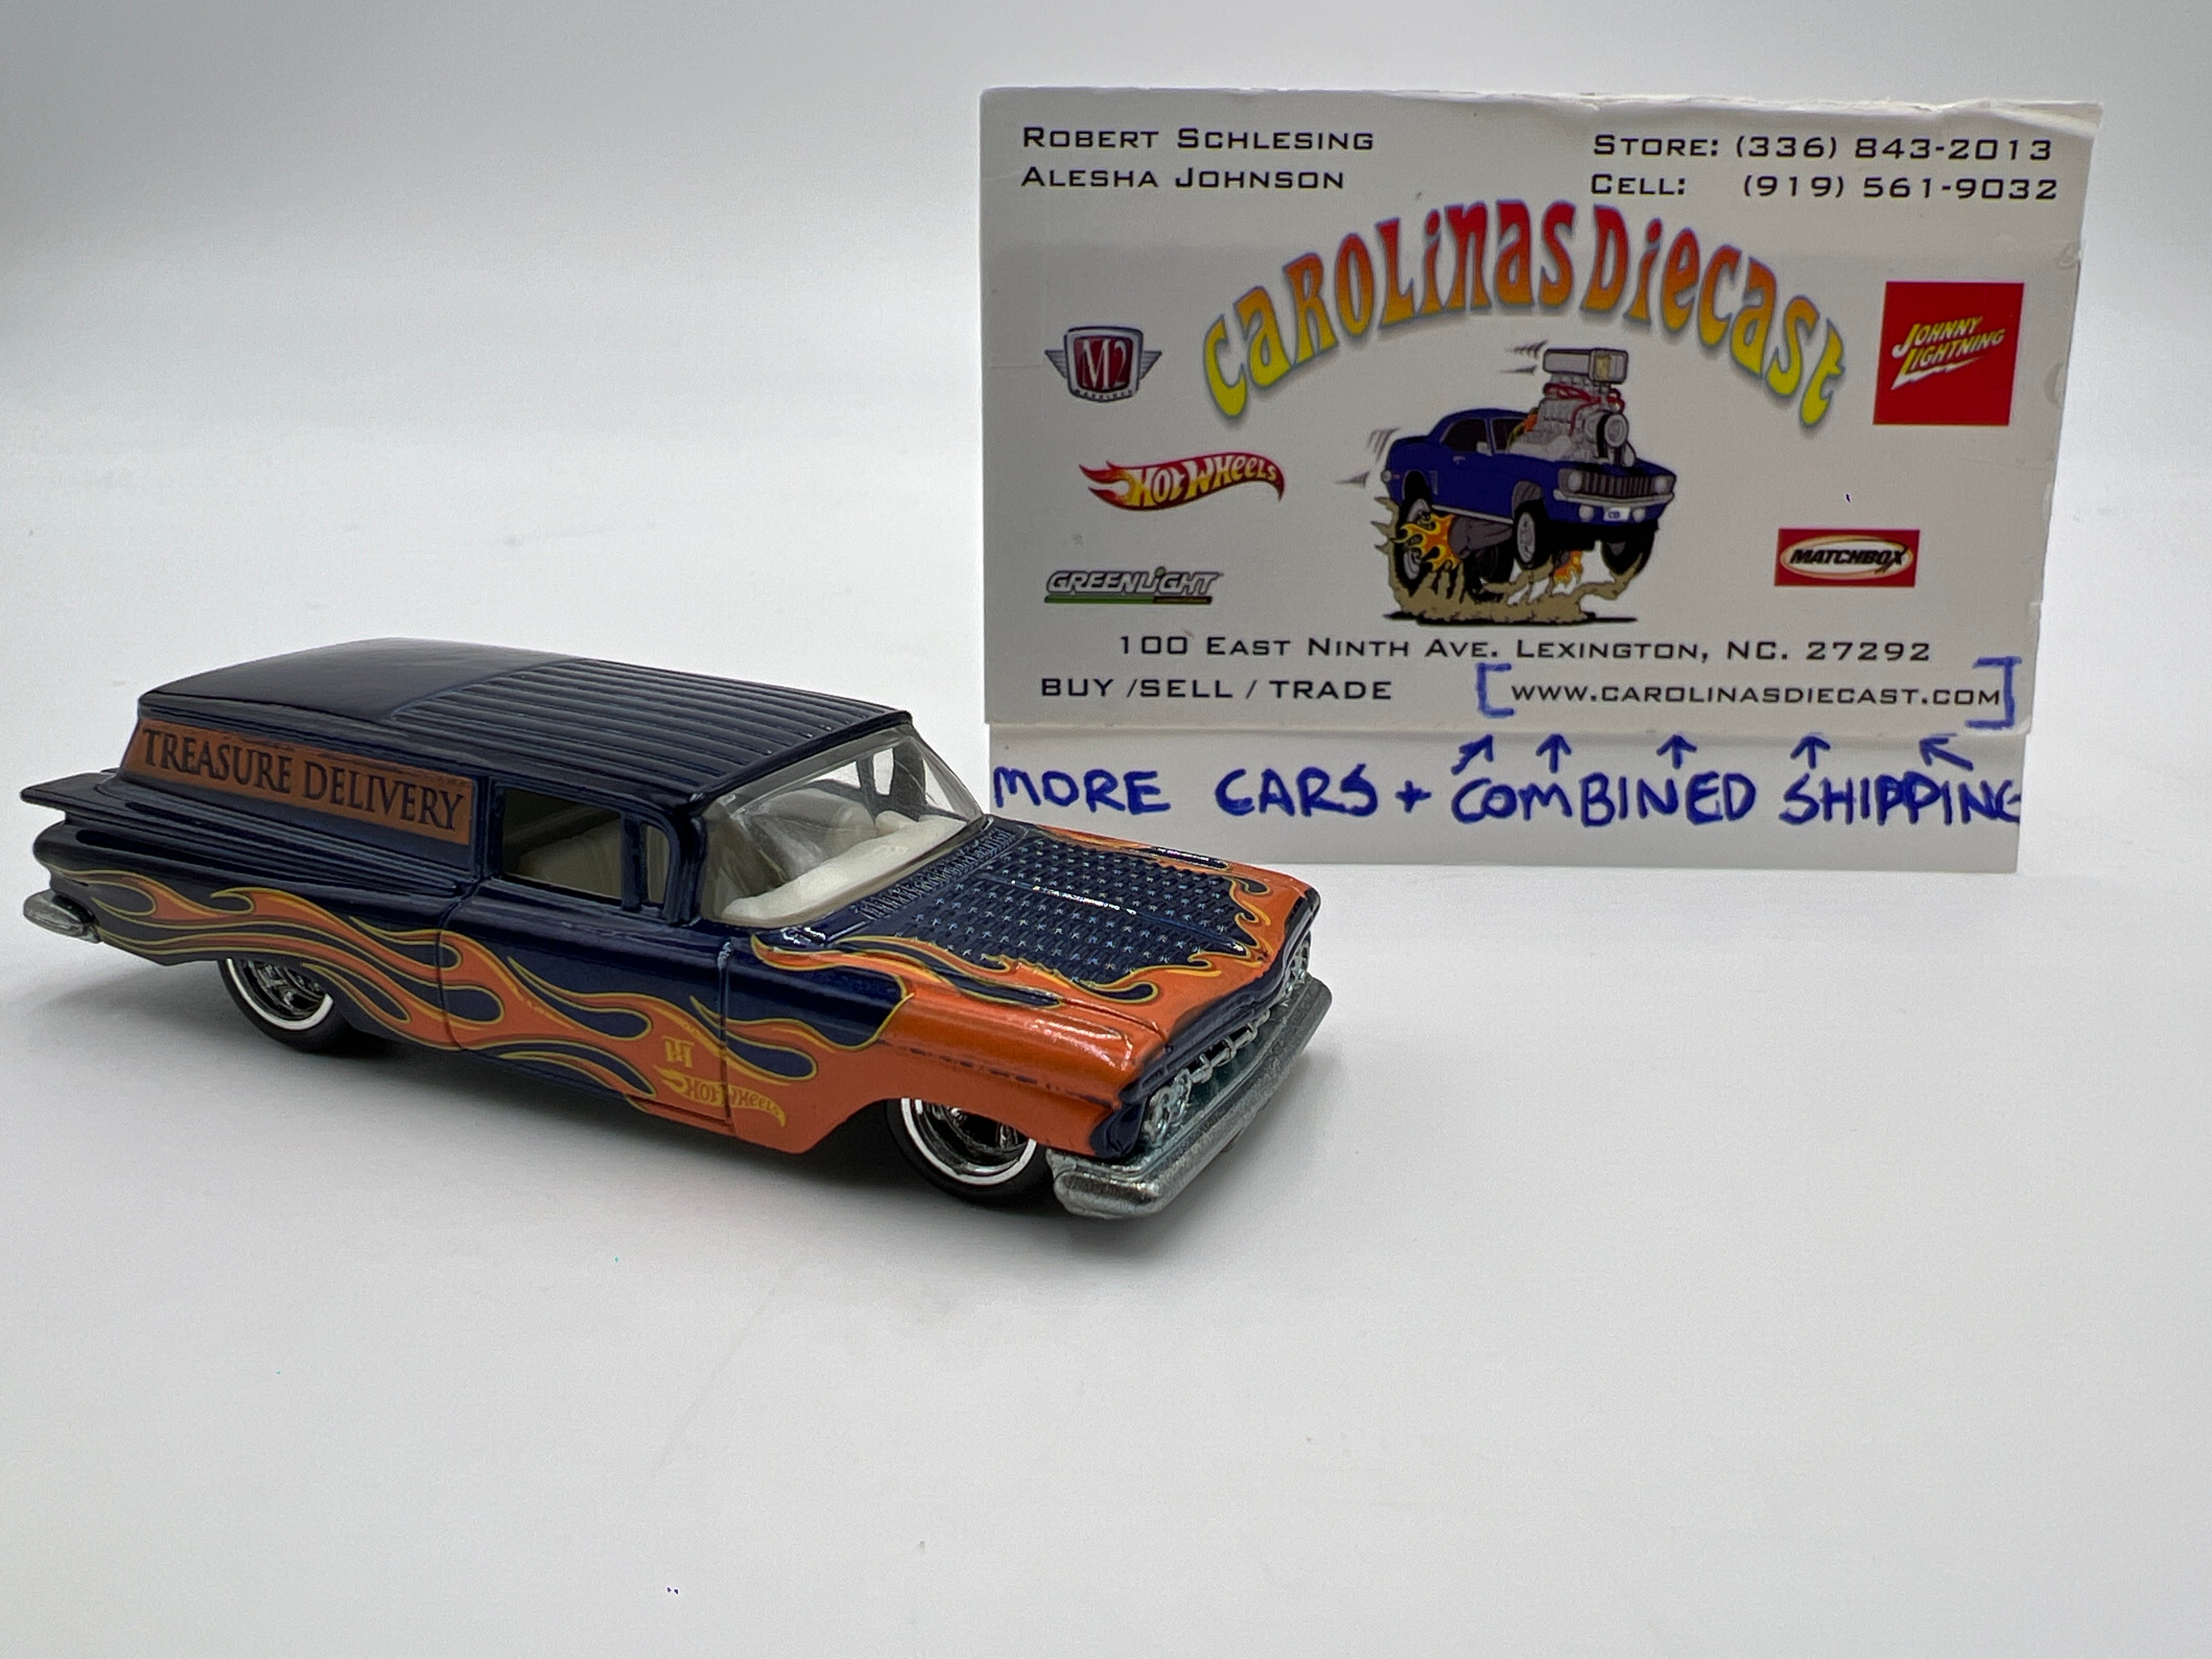 ROBERT SCHLESING
ALESHA JOHNSON
STORE: (336) 843-2013
CELL: (919) 561-9032
CAROLINAS DIECAST
M2
JOHNNY
LIGHTNING
HOT WHEELS
GREENLIGHT
MATCHBOX
100 EAST NINTH AVE. LEXINGTON, NC. 27292
BUY /SELL / TRADE
[WWW.CAROLINASDIECAST.COM]
MORE CARS + COMBINED SHIPPING
TREASURE DELIVERY
HOT WHEELS